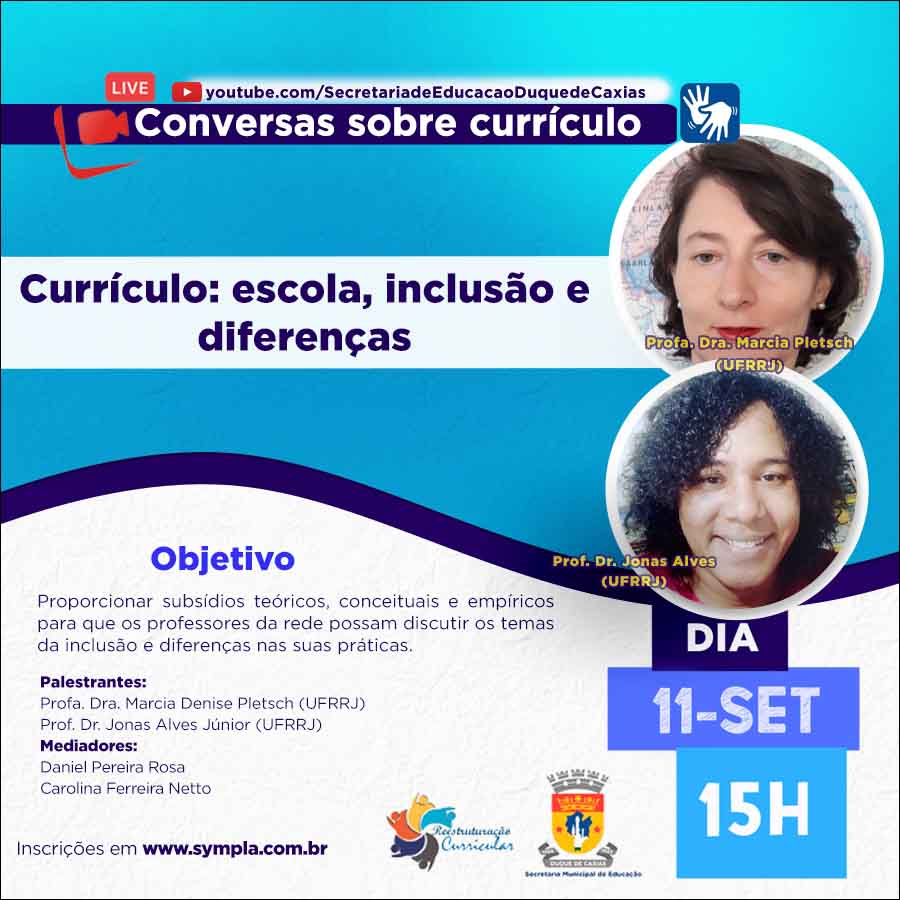 LIVE
youtube.com/SecretariadeEducacaoDuquedeCaxias
Conversas sobre currículo
Currículo: escola, inclusão e
diferenças
Profa. Dra. Marcia Pletsch
(UFRRJ)
Prof. Dr. Jonas Alves
(UFRRJ)
Objetivo
Proporcionar subsídios teóricos, conceituais e empíricos
para que os professores da rede possam discutir os temas
da inclusão e diferenças nas suas práticas.
Palestrantes:
Profa. Dra. Marcia Denise Pletsch (UFRRJ)
Prof. Dr. Jonas Alves Júnior (UFRRJ)
Mediadores:
Daniel Pereira Rosa
Carolina Ferreira Netto
DIA
11-SET
15H
Inscrições em www.sympla.com.br
Reestruturação
Curricular
DUQUE DE CAXIAS
Secretaria Municipal de Educação